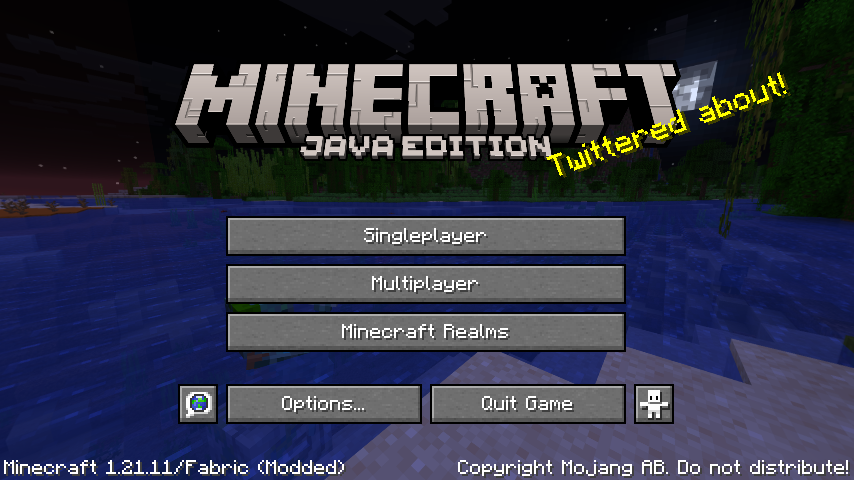 MINECRAFT
JAVA EDITION
Twittered about!
Singleplayer
Multiplayer
Minecraft Realms
Options...
Quit Game
Minecraft 1.21.11/Fabric (Modded)
Copyright Mojang AB. Do not distribute!